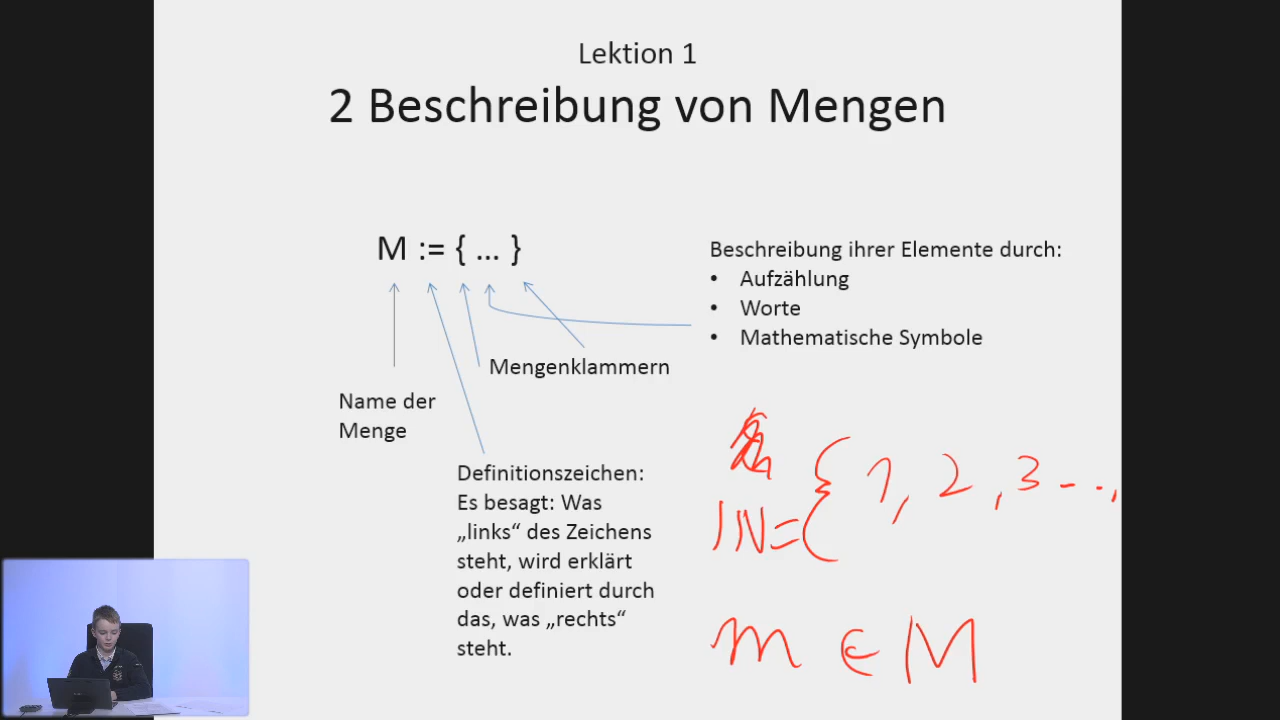 Lektion 1
2 Beschreibung von Mengen
M := { ... }
Beschreibung ihrer Elemente durch:
• Aufzählung
• Worte
• Mathematische Symbole
Mengenklammern
Name der
Menge
Definitionszeichen:
Es besagt: Was
„links“ des Zeichens
steht, wird erklärt
oder definiert durch
das, was „rechts“
steht.
ℕ = { 1, 2, 3 ...,
m ∈ M